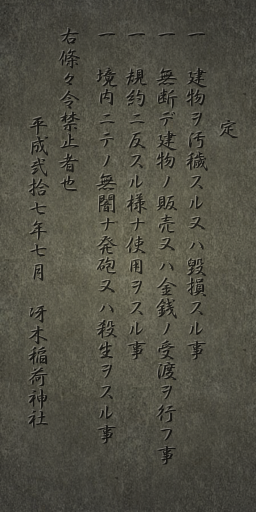 定
一 建物ヲ汚穢スル又ハ毀損スル事
一 無断デ建物ノ販売又ハ金銭ノ受渡ヲ行フ事
一 規約ニ反スル様ナ使用ヲスル事
一 境内ニテノ無闇ナ発砲又ハ殺生ヲスル事
右條々令禁止者也
平成弐拾七年七月 冴木稲荷神社